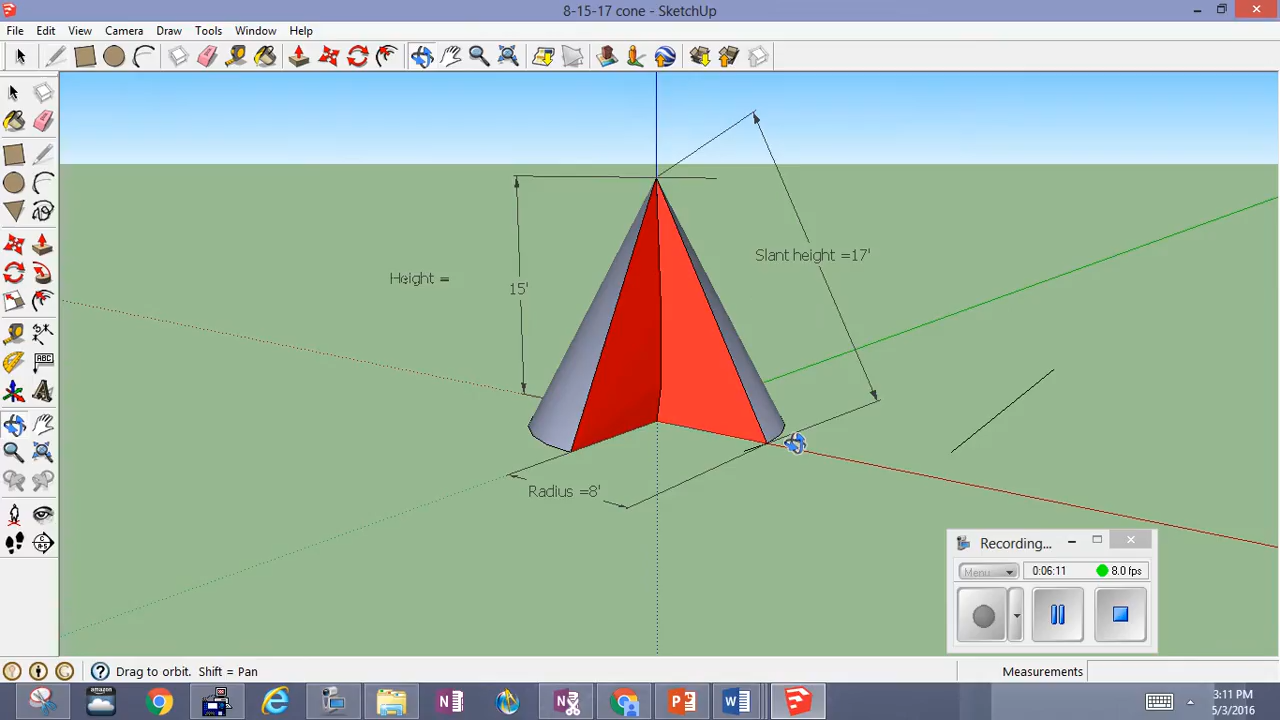 8-15-17 cone - SketchUp
File Edit View Camera Draw Tools Window Help
Slant height =17'
Height =
15'
Radius =8'
Recording...
Menu 0:06:11 8.0 fps
Drag to orbit. Shift = Pan
Measurements
3:11 PM
5/3/2016